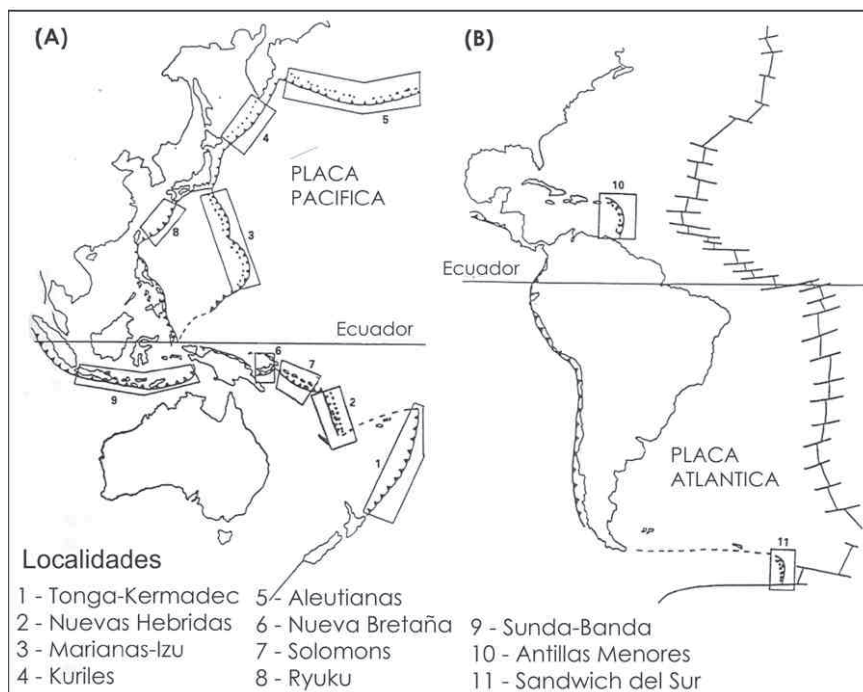 (A)
(B)
5
4
PLACA
PACIFICA
8
3
10
Ecuador
Ecuador
6
7
9
2
1
PLACA
ATLANTICA
11
Localidades
1 - Tonga-Kermadec
2 - Nuevas Hebridas
3 - Marianas-Izu
4 - Kuriles
5 - Aleutianas
6 - Nueva Bretaña
7 - Solomons
8 - Ryuku
9 - Sunda-Banda
10 - Antillas Menores
11 - Sandwich del Sur